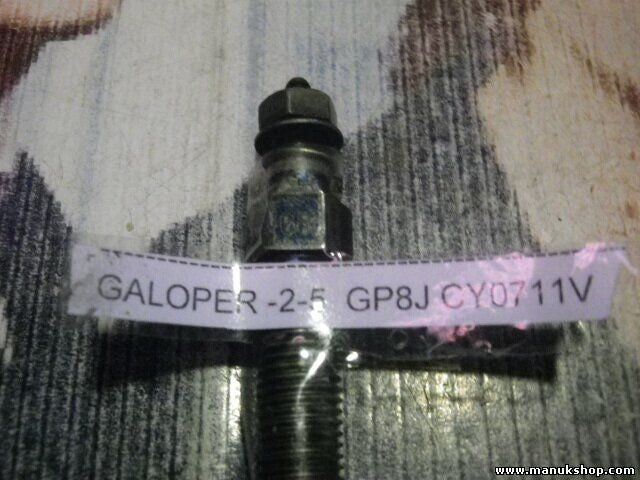 GALOPER -2-5 GP8J CY0711V
www.manukshop.com